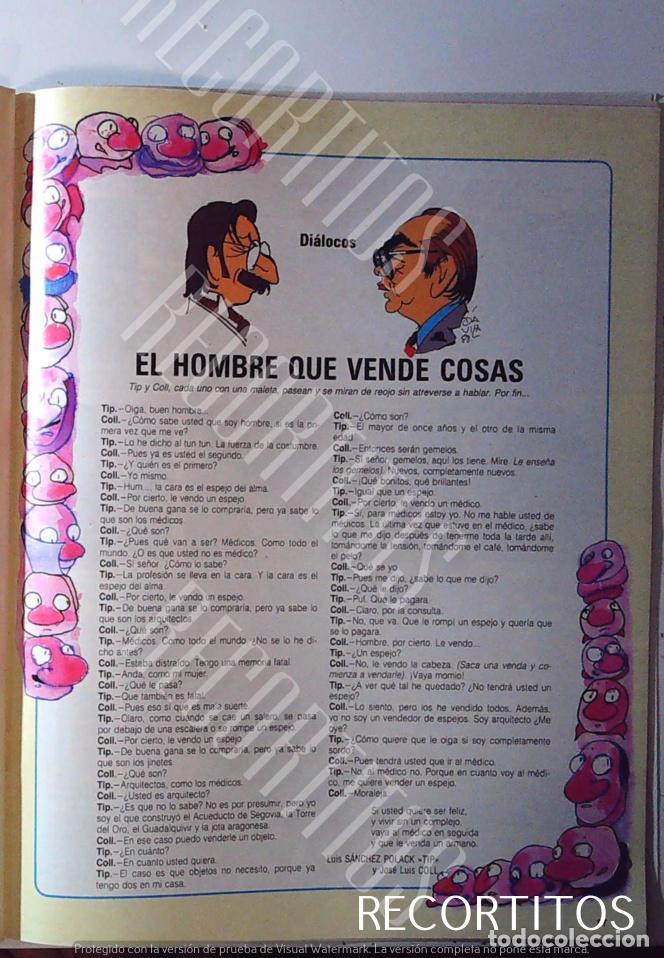 Diálocos
EL HOMBRE QUE VENDE COSAS
Tip y Coll, cada uno con una maleta, pasean y se miran de reojo sin atreverse a hablar. Por fin...
Tip.–Oiga, buen hombre...
Coll.–¿Cómo sabe usted que soy hombre, si es la pri-
mera vez que me ve?
Tip.–Lo he dicho al tun tun. La fuerza de la costumbre.
Coll.–Pues ya es usted el segundo.
Tip.–¿Y quién es el primero?
Coll.–Yo mismo.
Tip.–Hum..., la cara es el espejo del alma.
Coll.–Por cierto, le vendo un espejo.
Tip.–De buena gana se lo compraría, pero ya sabe lo
que son los médicos.
Coll.–¿Qué son?
Tip.–¿Pues qué van a ser? Médicos. Como todo el
mundo. ¿O es que usted no es médico?
Coll.–Sí señor. ¿Cómo lo sabe?
Tip.–La profesión se lleva en la cara. Y la cara es el
espejo del alma.
Coll.–Por cierto, le vendo un espejo.
Tip.–De buena gana se lo compraría, pero ya sabe lo
que son los arquitectos.
Coll.–¿Qué son?
Tip.–Médicos. Como todo el mundo. ¿No se lo he di-
cho antes?
Coll.–Estaba distraído. Tengo una memoria fatal.
Tip.–Anda, como mi mujer.
Coll.–¿Qué le pasa?
Tip.–Que también es fatal.
Coll.–Pues eso sí que es mala suerte.
Tip.–Claro, como cuando se cae un salero, se pasa
por debajo de una escalera o se rompe un espejo.
Coll.–Por cierto, le vendo un espejo.
Tip.–De buena gana se lo compraría, pero ya sabe lo
que son los jinetes.
Coll.–¿Qué son?
Tip.–Arquitectos, como los médicos.
Coll.–¿Usted es arquitecto?
Tip.–¿Es que no lo sabe? No es por presumir, pero yo
soy el que construyó el Acueducto de Segovia, la Torre
del Oro, el Guadalquivir y la jota aragonesa.
Coll.–En ese caso puedo venderle un objeto.
Tip.–¿En cuánto?
Coll.–En cuanto usted quiera.
Tip.–El caso es que objetos no necesito, porque ya
tengo dos en mi casa.
Coll.–¿Cómo son?
Tip.–El mayor de once años y el otro de la misma
edad.
Coll.–Entonces serán gemelos.
Tip.–Sí señor, gemelos, aquí los tiene. Mire. Le enseña
los gemelos). Nuevos, completamente nuevos.
Coll.–¡Qué bonitos, qué brillantes!
Tip.–Igual que un espejo.
Coll.–Por cierto, le vendo un médico.
Tip.–Sí, para médicos estoy yo. No me hable usted de
médicos. La última vez que estuve en el médico, ¿sabe
lo que me dijo después de tenerme toda la tarde allí,
tomándome la tensión, tomándome el café, tomándome
el pelo?
Coll.–Qué se yo.
Tip.–Pues me dijo, ¿sabe lo que me dijo?
Coll.–¿Qué le dijo?
Tip.–Puf. Que le pagara.
Coll.–Claro, por la consulta.
Tip.–No, que va. Que le rompí un espejo y quería que
se lo pagara.
Coll.–Hombre, por cierto. Le vendo...
Tip.–¿Un espejo?
Coll.–No, le vendo la cabeza. (Saca una venda y co-
mienza a vendarle). ¡Vaya momio!
Tip.–¿A ver qué tal he quedado? ¿No tendrá usted un
espejo?
Coll.–Lo siento, pero los he vendido todos. Además,
yo no soy un vendedor de espejos. Soy arquitecto ¿Me
oye?
Tip.–¿Cómo quiere que le oiga si soy completamente
sordo?
Coll.–Pues tendrá usted que ir al médico.
Tip.–No, al médico no. Porque en cuanto voy al médi-
co, me quiere vender un espejo.
Coll.–Moraleja:
Si usted quiere ser feliz,
y vivir sin un complejo,
vaya al médico en seguida
y que le venda un armario.
Luis SÁNCHEZ POLACK «TIP»
y José Luis COLL
RECORTITOS
todocoleccion
Protegido con la versión de prueba de Visual Watermark. La versión completa no pone esta marca.